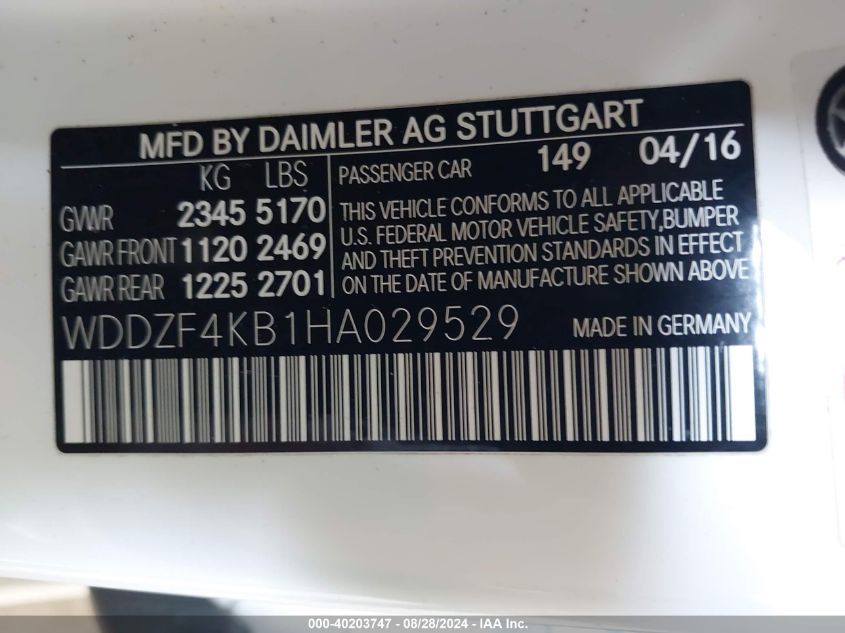 MFD BY DAIMLER AG STUTTGART
KG LBS
GVWR 2345 5170
GAWR FRONT 1120 2469
GAWR REAR 1225 2701
PASSENGER CAR 149 04/16
THIS VEHICLE CONFORMS TO ALL APPLICABLE
U.S. FEDERAL MOTOR VEHICLE SAFETY,BUMPER
AND THEFT PREVENTION STANDARDS IN EFFECT
ON THE DATE OF MANUFACTURE SHOWN ABOVE
WDDZF4KB1HA029529 MADE IN GERMANY
000-40203747 - 08/28/2024 - IAA Inc.